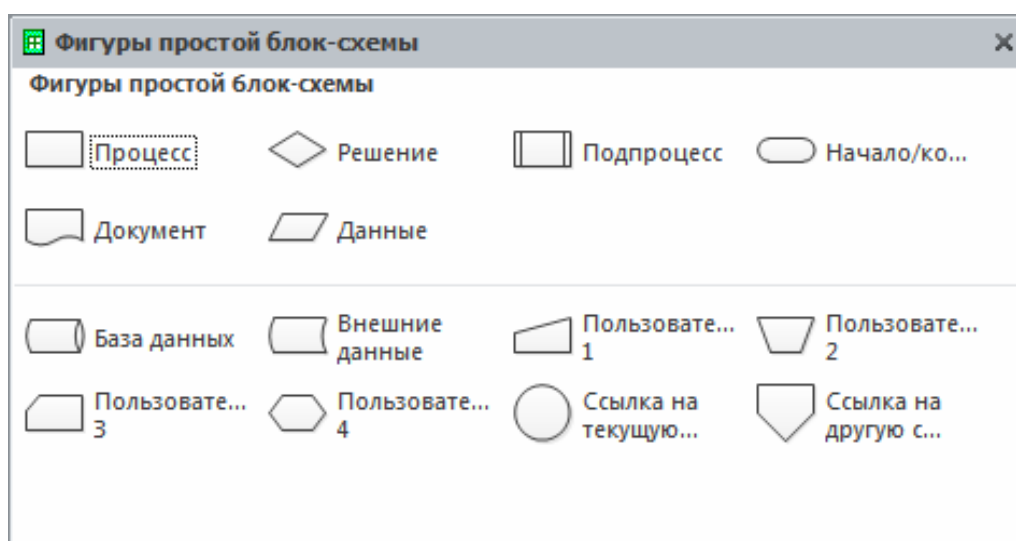 Фигуры простой блок-схемы
Фигуры простой блок-схемы
Процесс
Решение
Подпроцесс
Начало/ко...
Документ
Данные
База данных
Внешние
данные
Пользовате...
1
Пользовате...
2
Пользовате...
3
Пользовате...
4
Ссылка на
текущую...
Ссылка на
другую с...